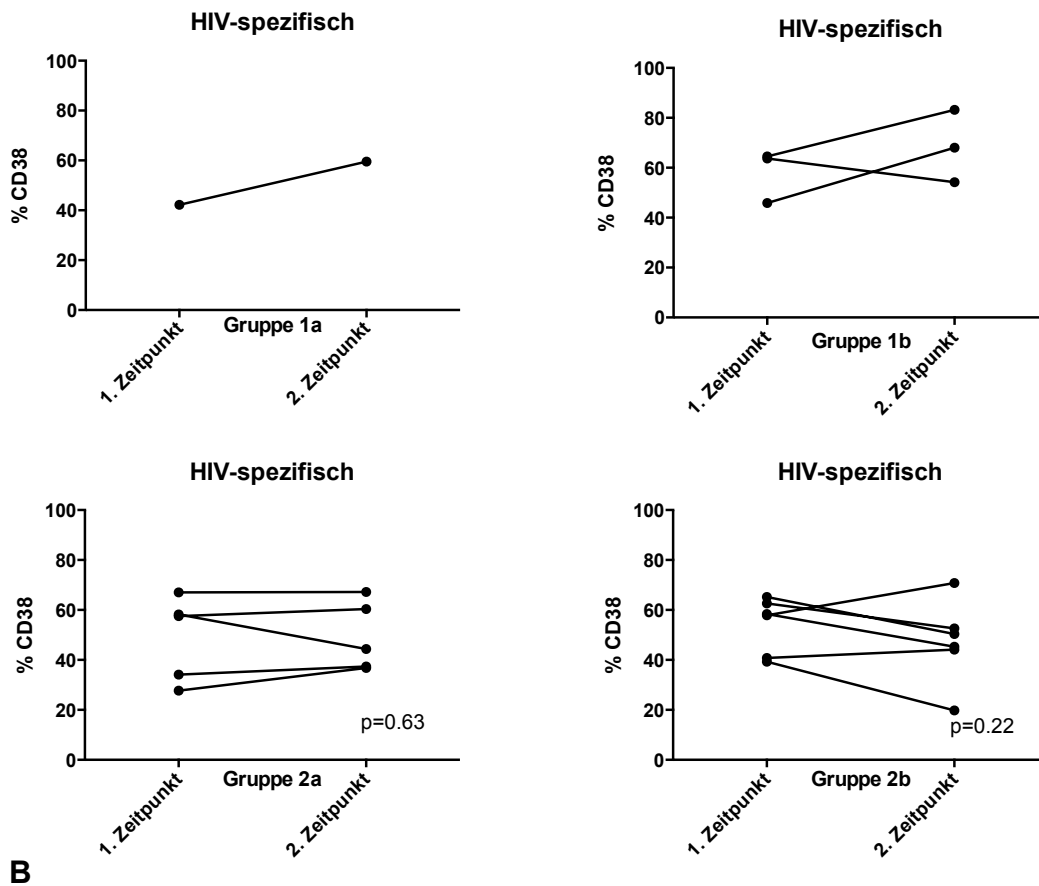 HIV-spezifisch
100
80
60
40
20
0
% CD38
1. Zeitpunkt
Gruppe 1a
2. Zeitpunkt
HIV-spezifisch
100
80
60
40
20
0
% CD38
1. Zeitpunkt
Gruppe 1b
2. Zeitpunkt
HIV-spezifisch
100
80
60
40
20
0
% CD38
p=0.63
1. Zeitpunkt
Gruppe 2a
2. Zeitpunkt
HIV-spezifisch
100
80
60
40
20
0
% CD38
p=0.22
1. Zeitpunkt
Gruppe 2b
2. Zeitpunkt
B